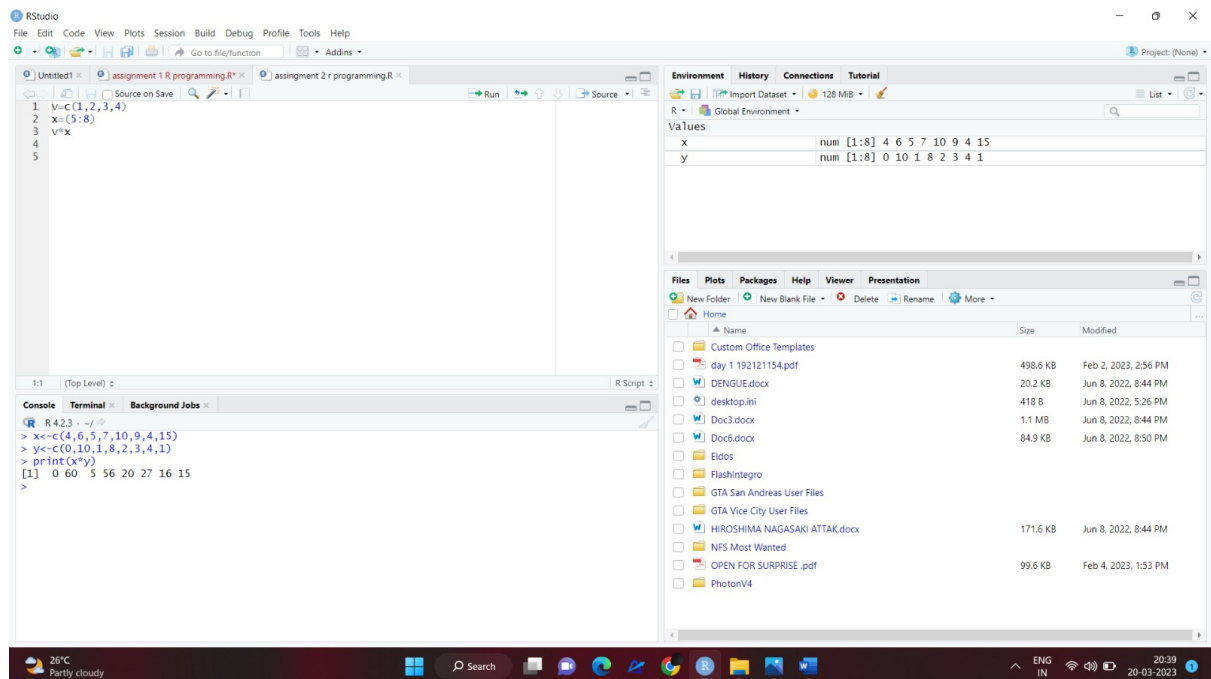 RStudio
File Edit Code View Plots Session Build Debug Profile Tools Help
Go to file/function
Addins
Project: (None)
Untitled1
assignment 1 R programming.R*
assingment 2 r programming.R
Source on Save
Run
Source
1 V=c(1,2,3,4)
2 x=(5:8)
3 v*x
4
5
1:1 (Top Level)
R Script
Console Terminal Background Jobs
R 4.2.3 · ~/
> x<-c(4,6,5,7,10,9,4,15)
> y<-c(0,10,1,8,2,3,4,1)
> print(x*y)
[1] 0 60 5 56 20 27 16 15
>
Environment History Connections Tutorial
Import Dataset
128 MiB
List
R
Global Environment
Values
x num [1:8] 4 6 5 7 10 9 4 15
y num [1:8] 0 10 1 8 2 3 4 1
Files Plots Packages Help Viewer Presentation
New Folder New Blank File Delete Rename More
Home
Name Size Modified
Custom Office Templates
day 1 192121154.pdf 498.6 KB Feb 2, 2023, 2:56 PM
DENGUE.docx 20.2 KB Jun 8, 2022, 8:44 PM
desktop.ini 418 B Jun 8, 2022, 5:26 PM
Doc3.docx 1.1 MB Jun 8, 2022, 8:44 PM
Doc6.docx 84.9 KB Jun 8, 2022, 8:50 PM
Eidos
FlashIntegro
GTA San Andreas User Files
GTA Vice City User Files
HIROSHIMA NAGASAKI ATTAK.docx 171.6 KB Jun 8, 2022, 8:44 PM
NFS Most Wanted
OPEN FOR SURPRISE .pdf 99.6 KB Feb 4, 2023, 1:53 PM
PhotonV4
26°C
Partly cloudy
Search
ENG
IN
20:39
20-03-2023
1